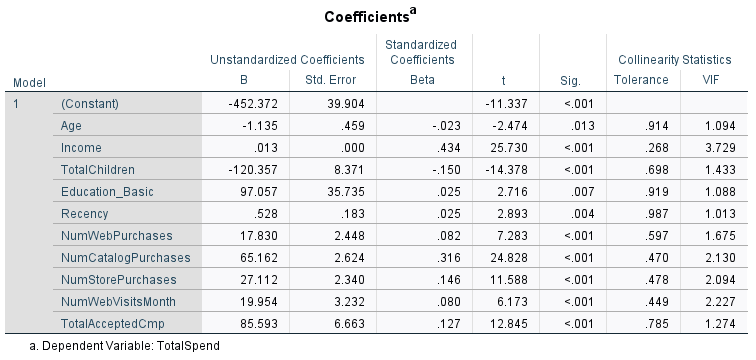 Coefficientsa
Unstandardized Coefficients Standardized Coefficients Collinearity Statistics
Model B Std. Error Beta t Sig. Tolerance VIF
1 (Constant) -452.372 39.904 -11.337 <.001
Age -1.135 .459 -.023 -2.474 .013 .914 1.094
Income .013 .000 .434 25.730 <.001 .268 3.729
TotalChildren -120.357 8.371 -.150 -14.378 <.001 .698 1.433
Education_Basic 97.057 35.735 .025 2.716 .007 .919 1.088
Recency .528 .183 .025 2.893 .004 .987 1.013
NumWebPurchases 17.830 2.448 .082 7.283 <.001 .597 1.675
NumCatalogPurchases 65.162 2.624 .316 24.828 <.001 .470 2.130
NumStorePurchases 27.112 2.340 .146 11.588 <.001 .478 2.094
NumWebVisitsMonth 19.954 3.232 .080 6.173 <.001 .449 2.227
TotalAcceptedCmp 85.593 6.663 .127 12.845 <.001 .785 1.274
a. Dependent Variable: TotalSpend